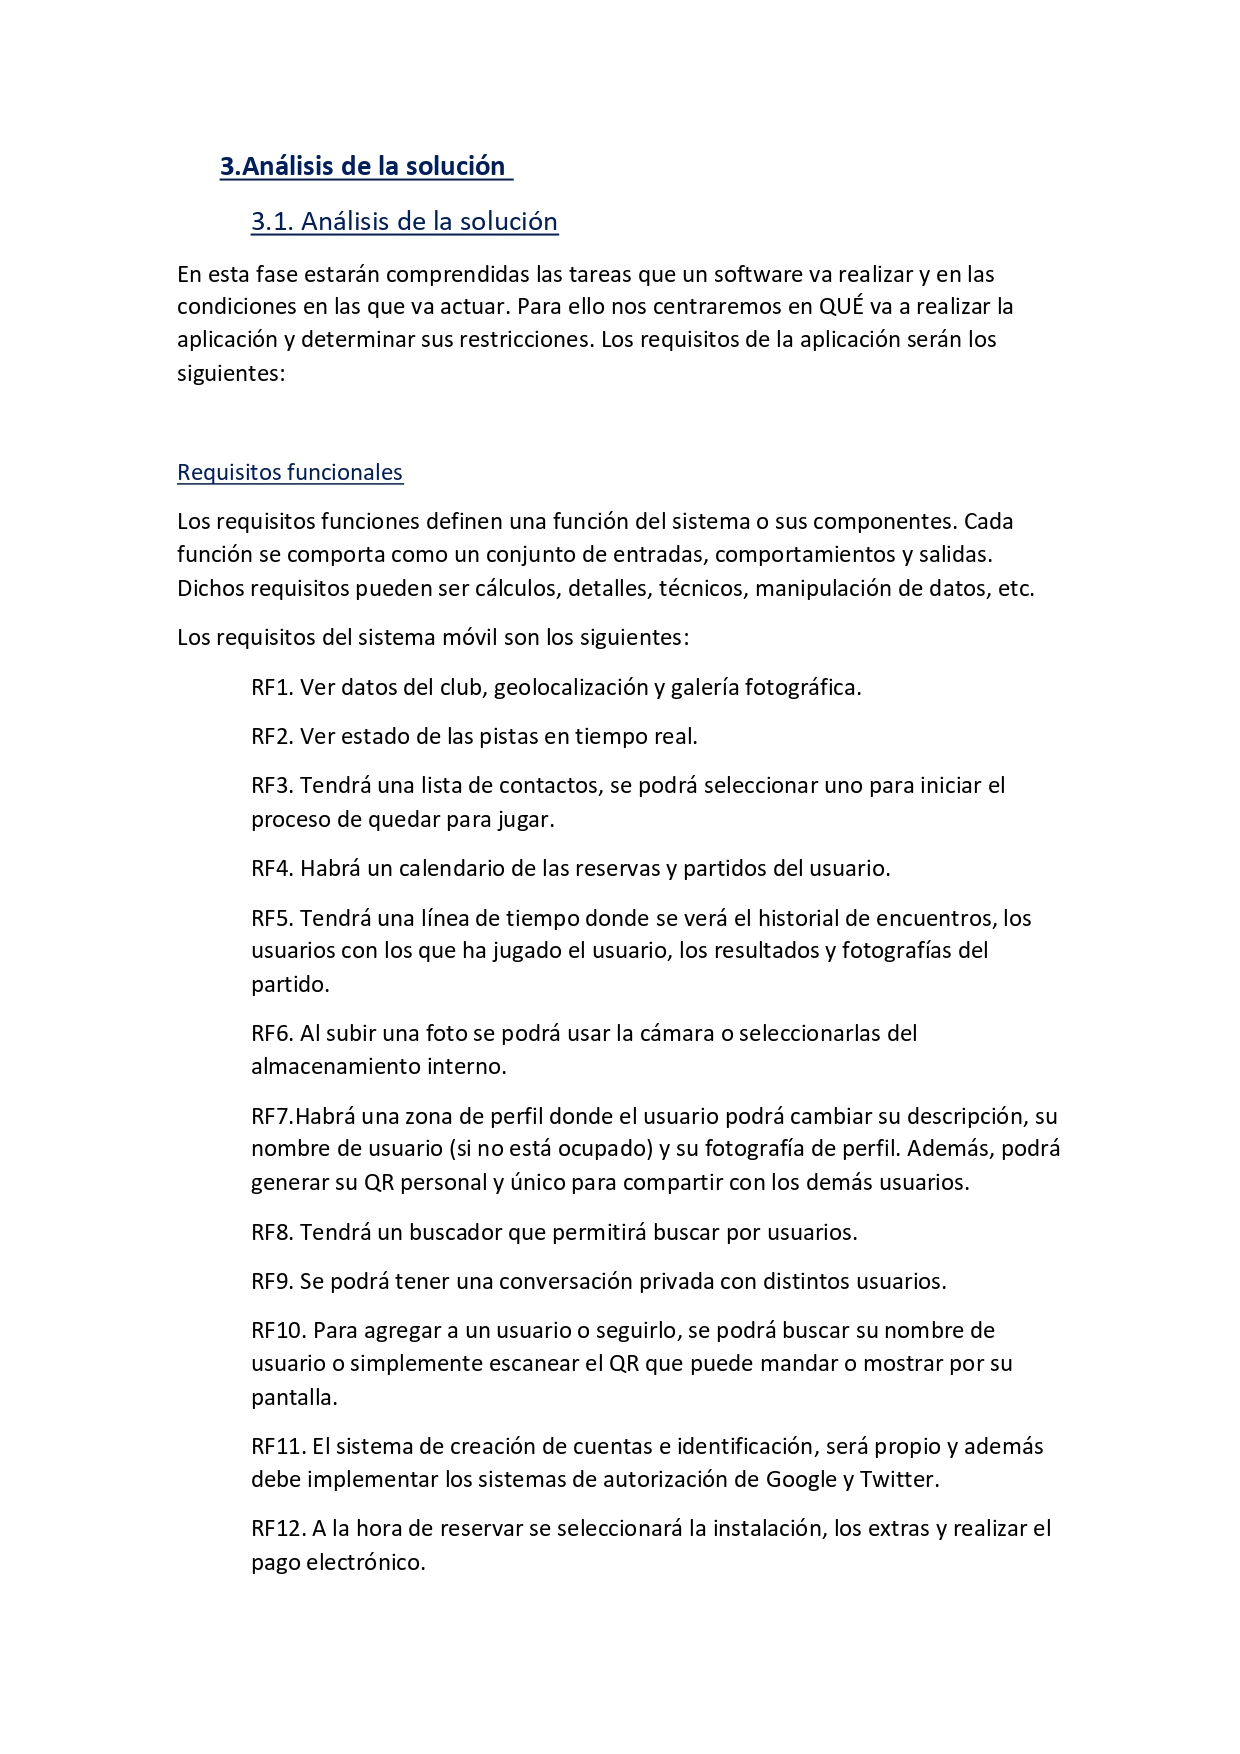 3.Análisis de la solución
3.1. Análisis de la solución
En esta fase estarán comprendidas las tareas que un software va realizar y en las
condiciones en las que va actuar. Para ello nos centraremos en QUÉ va a realizar la
aplicación y determinar sus restricciones. Los requisitos de la aplicación serán los
siguientes:
Requisitos funcionales
Los requisitos funciones definen una función del sistema o sus componentes. Cada
función se comporta como un conjunto de entradas, comportamientos y salidas.
Dichos requisitos pueden ser cálculos, detalles, técnicos, manipulación de datos, etc.
Los requisitos del sistema móvil son los siguientes:
RF1. Ver datos del club, geolocalización y galería fotográfica.
RF2. Ver estado de las pistas en tiempo real.
RF3. Tendrá una lista de contactos, se podrá seleccionar uno para iniciar el
proceso de quedar para jugar.
RF4. Habrá un calendario de las reservas y partidos del usuario.
RF5. Tendrá una línea de tiempo donde se verá el historial de encuentros, los
usuarios con los que ha jugado el usuario, los resultados y fotografías del
partido.
RF6. Al subir una foto se podrá usar la cámara o seleccionarlas del
almacenamiento interno.
RF7.Habrá una zona de perfil donde el usuario podrá cambiar su descripción, su
nombre de usuario (si no está ocupado) y su fotografía de perfil. Además, podrá
generar su QR personal y único para compartir con los demás usuarios.
RF8. Tendrá un buscador que permitirá buscar por usuarios.
RF9. Se podrá tener una conversación privada con distintos usuarios.
RF10. Para agregar a un usuario o seguirlo, se podrá buscar su nombre de
usuario o simplemente escanear el QR que puede mandar o mostrar por su
pantalla.
RF11. El sistema de creación de cuentas e identificación, será propio y además
debe implementar los sistemas de autorización de Google y Twitter.
RF12. A la hora de reservar se seleccionará la instalación, los extras y realizar el
pago electrónico.